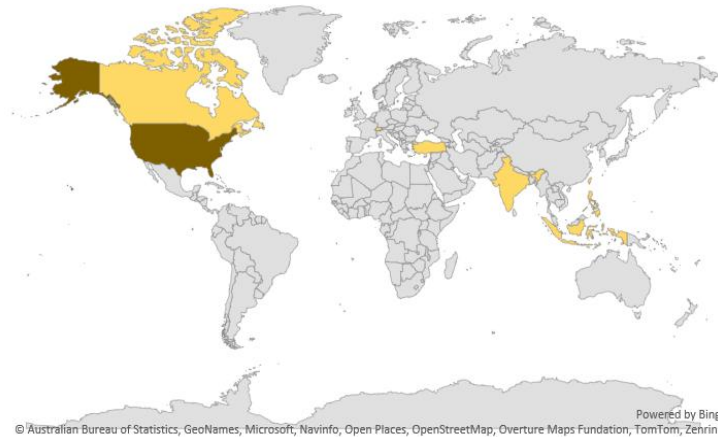 Powered by Bing
© Australian Bureau of Statistics, GeoNames, Microsoft, Navinfo, Open Places, OpenStreetMap, Overture Maps Fundation, TomTom, Zenrin